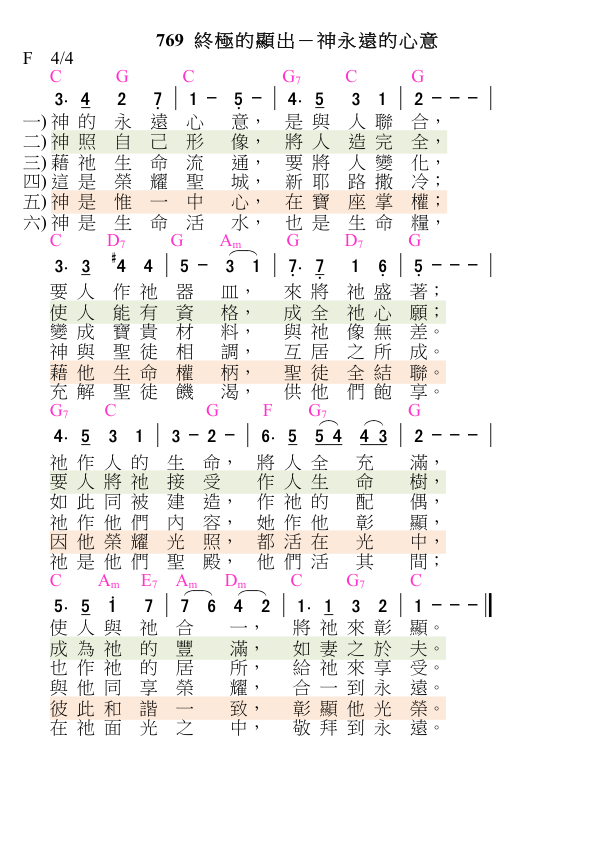 769 終極的顯出－神永遠的心意
F 4/4
C G C G7 C G
3. 4 2 7 | 1 － 5 － | 4. 5 3 1 | 2 － － － |
一) 神的永遠心意，是與人聯合，
二) 神照自己形像，將人造完全，
三) 藉祂生命流通，要將人變化，
四) 這是榮耀聖城，新耶路撒冷；
五) 神是惟一中心，在寶座掌權；
六) 神是生命活水，也是生命糧，
C D7 G Am G D7 G
3. 3 #4 4 | 5 － 3 1 | 7. 7 1 6 | 5 － － － |
要人作祂器皿，來將祂盛著；
使人能有資格，成全祂心願；
變成寶貴材料，與祂像無差。
神與聖徒相調，互居之所成。
藉他生命權柄，聖徒全結聯。
充解聖徒饑渴，供他們飽享。
G7 C G F G7 G
4. 5 3 1 | 3 － 2 － | 6. 5 5 4 4 3 | 2 － － － |
祂作人的生命，將人全充滿，
要人將祂接受，作人生命樹，
如此同被建造，作祂的配偶，
祂作他們內容，她作他彰顯，
因他榮耀光照，都活在光中，
祂是他們聖殿，他們活其間；
C Am E7 Am Dm C G7 C
5. 5 1 7 | 7 6 4 2 | 1. 1 3 2 | 1 － － － ‖
使人與祂合一，將祂來彰顯。
成為祂的豐滿，如妻之於夫。
也作祂的居所，給祂來享受。
與他同享榮耀，合一到永遠。
彼此和諧一致，彰顯他光榮。
在祂面光之中，敬拜到永遠。